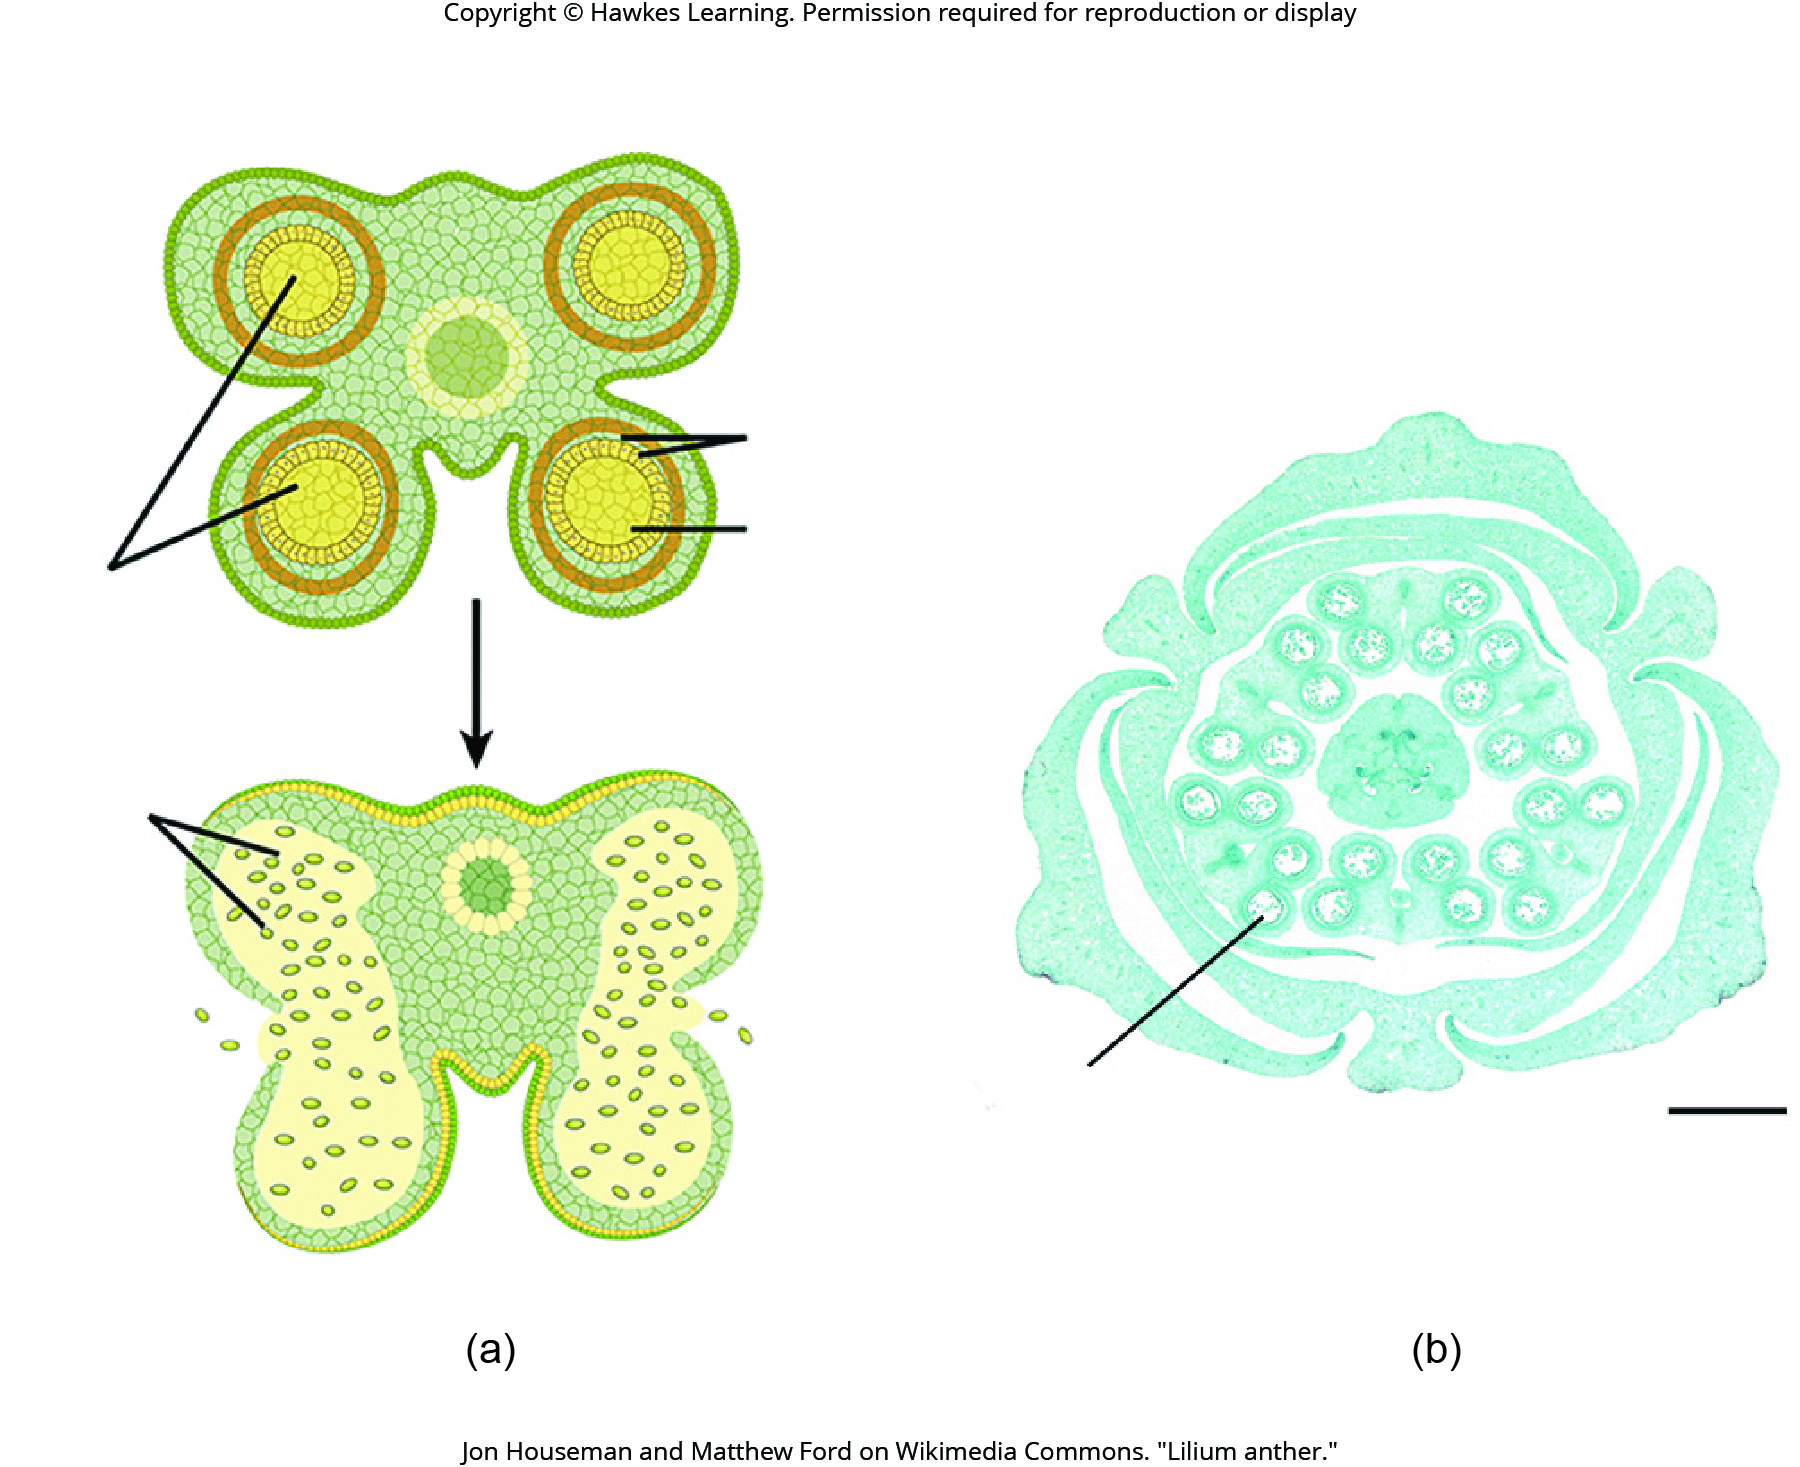 Copyright © Hawkes Learning. Permission required for reproduction or display
(a)
(b)
Jon Houseman and Matthew Ford on Wikimedia Commons. "Lilium anther."